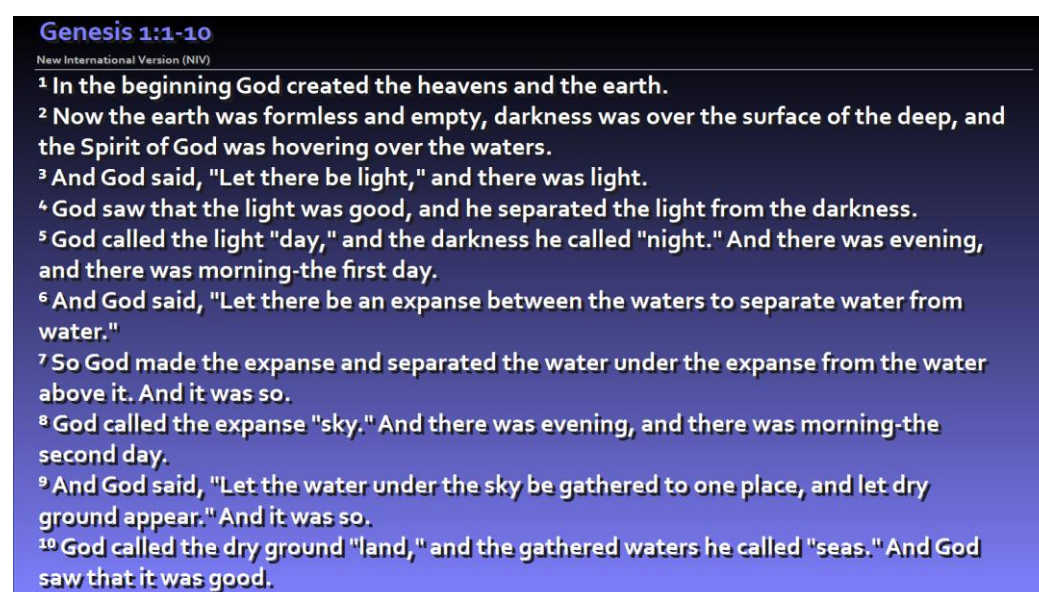 Genesis 1:1-10
New International Version (NIV)
1 In the beginning God created the heavens and the earth.
2 Now the earth was formless and empty, darkness was over the surface of the deep, and
the Spirit of God was hovering over the waters.
3 And God said, "Let there be light," and there was light.
4 God saw that the light was good, and he separated the light from the darkness.
5 God called the light "day," and the darkness he called "night." And there was evening,
and there was morning-the first day.
6 And God said, "Let there be an expanse between the waters to separate water from
water."
7 So God made the expanse and separated the water under the expanse from the water
above it. And it was so.
8 God called the expanse "sky." And there was evening, and there was morning-the
second day.
9 And God said, "Let the water under the sky be gathered to one place, and let dry
ground appear." And it was so.
10 God called the dry ground "land," and the gathered waters he called "seas." And God
saw that it was good.